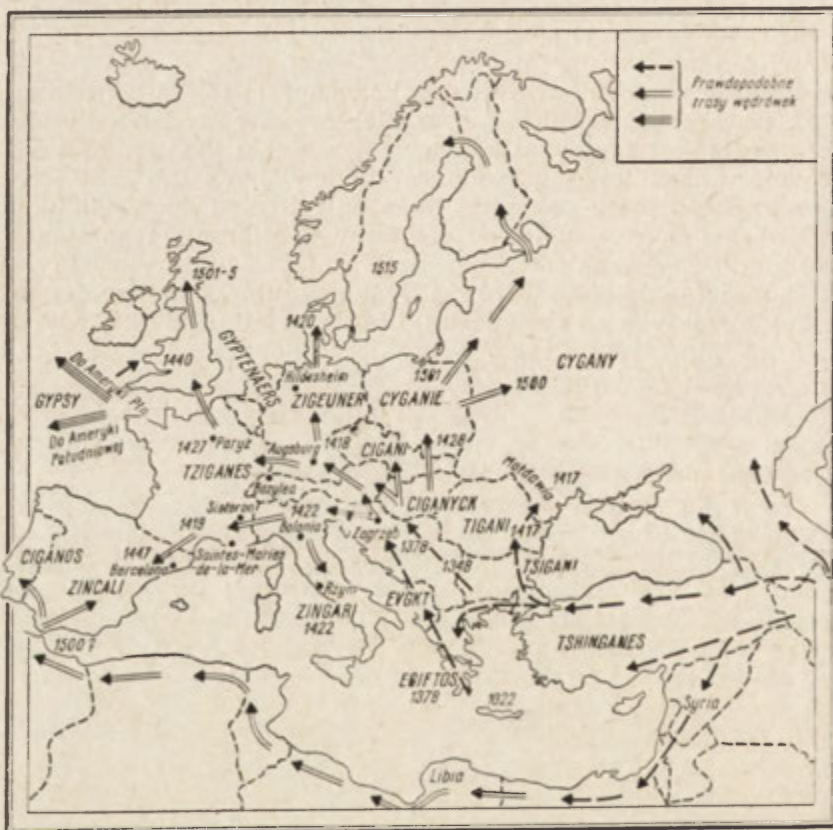 Prawdopodobne
trasy wędrówek
1501-5
1515
1420
GYPTENAERS
1440
Do Ameryki Płn.
GYPSY
Do Ameryki
Południowej
Hildesheim
ZIGEUNER
1501
CYGANIE
CYGANY
1500
1427
Paryż
Augsburg
1418
CIGANI
1428
TZIGANES
Bazylea
CIGANYCK
Mołdawia
1417
Sisteron
1422
Bolonia
Zagrzeb
TIGANI
1417
1419
CIGANOS
1447
Barcelona
Saintes-Maries
de-la-Mer
1378
1348
TSIGANI
ZINCALI
Rzym
EVGKT
ZINGARI
1422
TSHINGANES
1500?
EGIFTOS
1378
1322
Syria
Libia